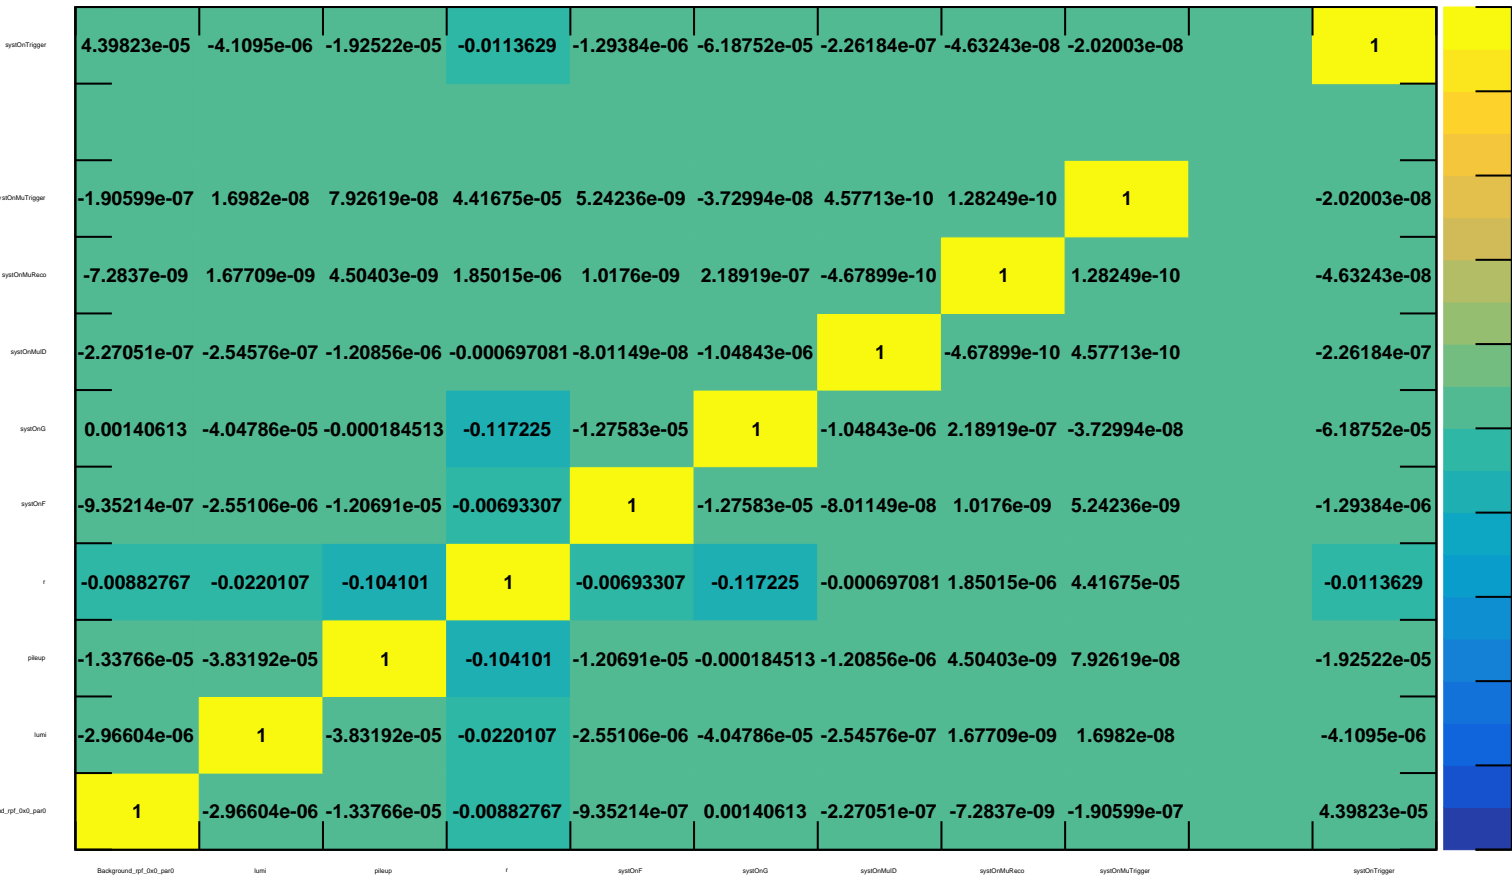 systOnTrigger 4.39823e-05 -4.1095e-06 -1.92522e-05 -0.0113629 -1.29384e-06 -6.18752e-05 -2.26184e-07 -4.63243e-08 -2.02003e-08 1
ystOnMuTrigger -1.90599e-07 1.6982e-08 7.92619e-08 4.41675e-05 5.24236e-09 -3.72994e-08 4.57713e-10 1.28249e-10 1 -2.02003e-08
systOnMuReco -7.2837e-09 1.67709e-09 4.50403e-09 1.85015e-06 1.0176e-09 2.18919e-07 -4.67899e-10 1 1.28249e-10 -4.63243e-08
systOnMuID -2.27051e-07 -2.54576e-07 -1.20856e-06 -0.000697081 -8.01149e-08 -1.04843e-06 1 -4.67899e-10 4.57713e-10 -2.26184e-07
systOnG 0.00140613 -4.04786e-05 -0.000184513 -0.117225 -1.27583e-05 1 -1.04843e-06 2.18919e-07 -3.72994e-08 -6.18752e-05
systOnF -9.35214e-07 -2.55106e-06 -1.20691e-05 -0.00693307 1 -1.27583e-05 -8.01149e-08 1.0176e-09 5.24236e-09 -1.29384e-06
r -0.00882767 -0.0220107 -0.104101 1 -0.00693307 -0.117225 -0.000697081 1.85015e-06 4.41675e-05 -0.0113629
pileup -1.33766e-05 -3.83192e-05 1 -0.104101 -1.20691e-05 -0.000184513 -1.20856e-06 4.50403e-09 7.92619e-08 -1.92522e-05
lumi -2.96604e-06 1 -3.83192e-05 -0.0220107 -2.55106e-06 -4.04786e-05 -2.54576e-07 1.67709e-09 1.6982e-08 -4.1095e-06
d_rpf_0x0_par0 1 -2.96604e-06 -1.33766e-05 -0.00882767 -9.35214e-07 0.00140613 -2.27051e-07 -7.2837e-09 -1.90599e-07 4.39823e-05
Background_rpf_0x0_par0 lumi pileup r systOnF systOnG systOnMuID systOnMuReco systOnMuTrigger systOnTrigger